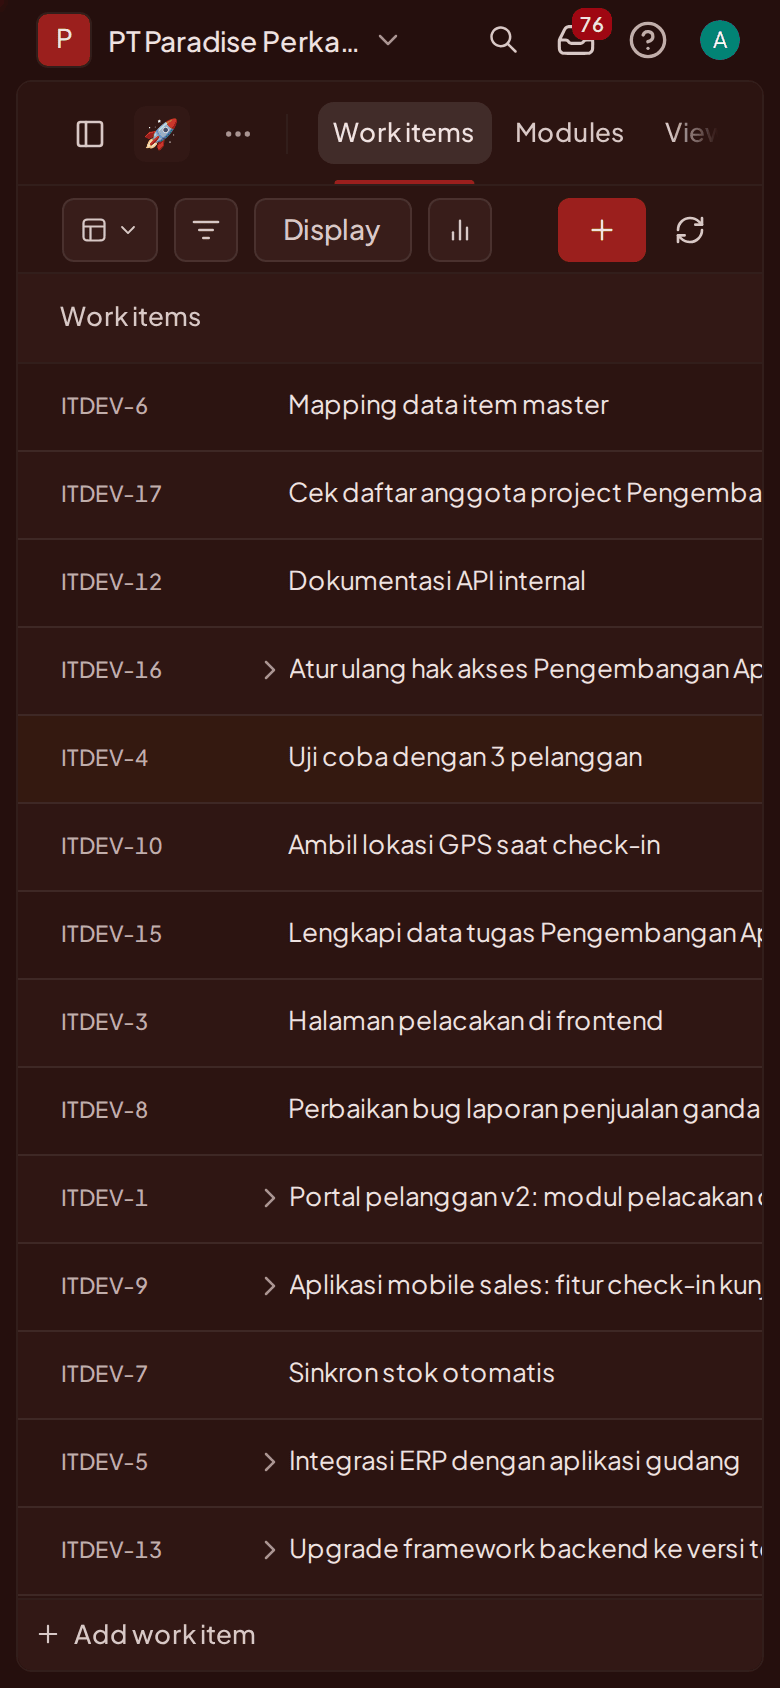 P PT Paradise Perka... 76 A
Work items Modules View
Display
Work items
ITDEV-6 Mapping data item master
ITDEV-17 Cek daftar anggota project Pengemba
ITDEV-12 Dokumentasi API internal
ITDEV-16 Atur ulang hak akses Pengembangan Ap
ITDEV-4 Uji coba dengan 3 pelanggan
ITDEV-10 Ambil lokasi GPS saat check-in
ITDEV-15 Lengkapi data tugas Pengembangan Ap
ITDEV-3 Halaman pelacakan di frontend
ITDEV-8 Perbaikan bug laporan penjualan ganda
ITDEV-1 Portal pelanggan v2: modul pelacakan
ITDEV-9 Aplikasi mobile sales: fitur check-in kunj
ITDEV-7 Sinkron stok otomatis
ITDEV-5 Integrasi ERP dengan aplikasi gudang
ITDEV-13 Upgrade framework backend ke versi te
Add work item